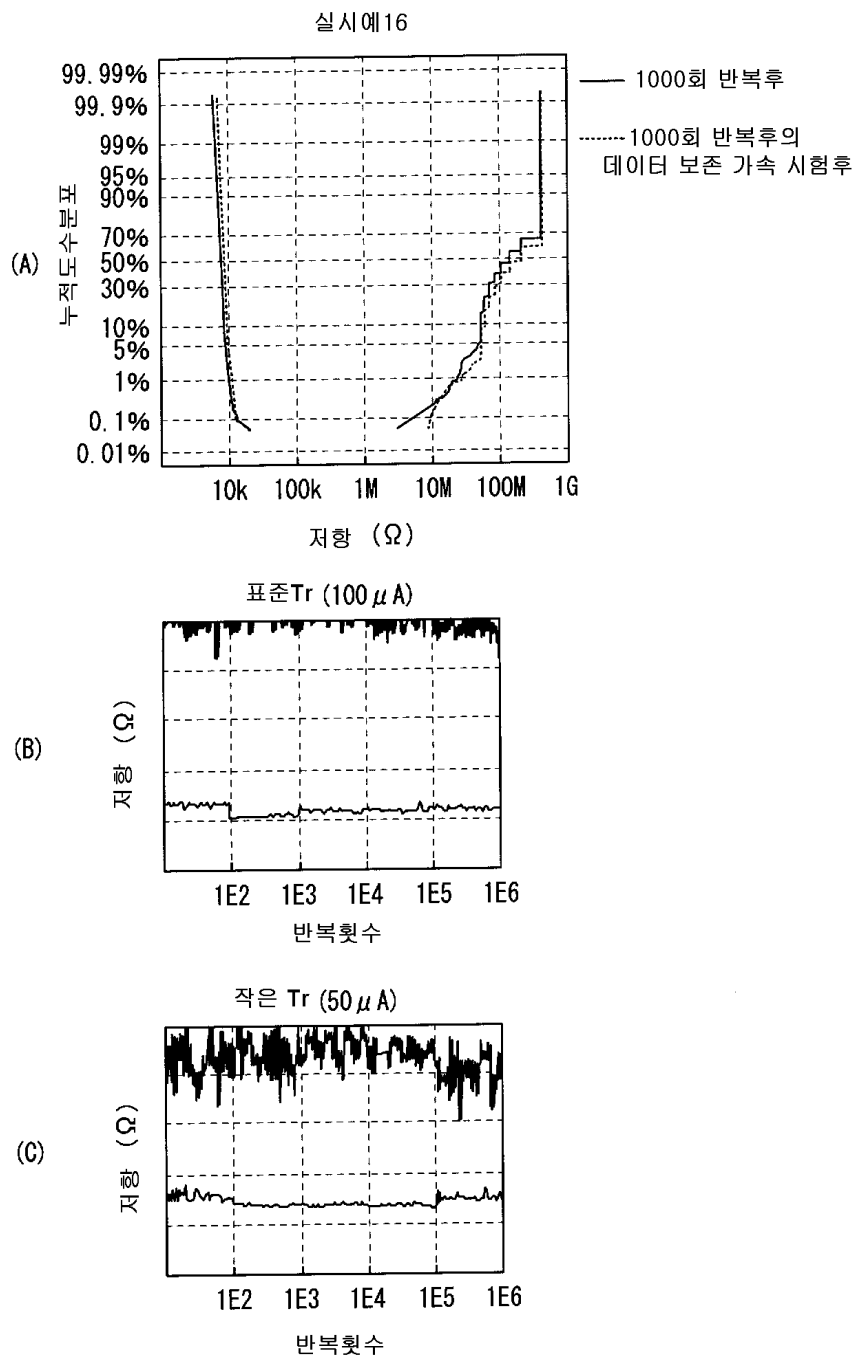 실시예16
99.99%
99.9%
99%
95%
90%
70%
50%
30%
10%
5%
1%
0.1%
0.01%
누적도수분포
(A)
1000회 반복후
1000회 반복후의
데이터 보존 가속 시험후
10k 100k 1M 10M 100M 1G
저항 (Ω)
표준Tr (100μA)
(B)
저항 (Ω)
1E2 1E3 1E4 1E5 1E6
반복횟수
작은 Tr (50μA)
(C)
저항 (Ω)
1E2 1E3 1E4 1E5 1E6
반복횟수